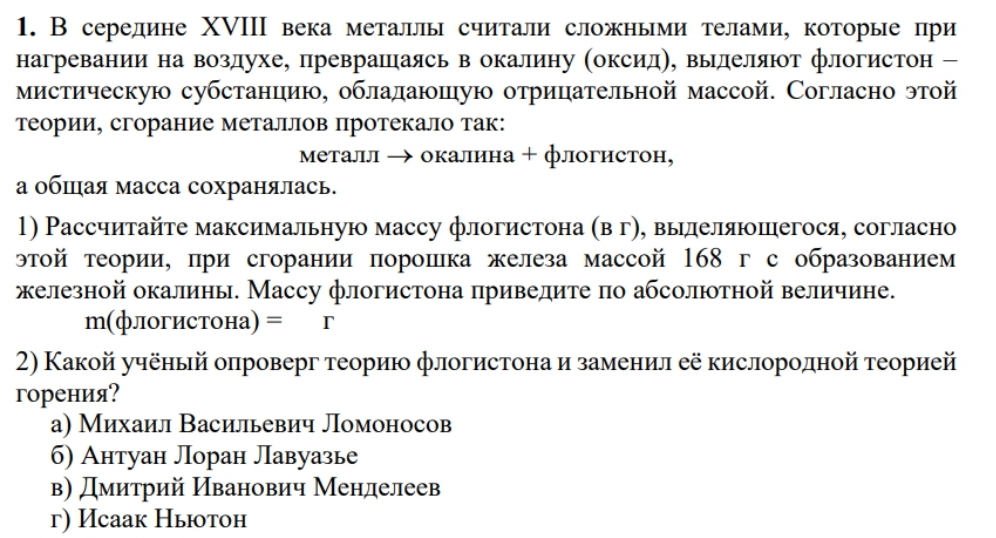 1. В середине XVIII века металлы считали сложными телами, которые при
нагревании на воздухе, превращаясь в окалину (оксид), выделяют флогистон –
мистическую субстанцию, обладающую отрицательной массой. Согласно этой
теории, сгорание металлов протекало так:
металл → окалина + флогистон,
а общая масса сохранялась.
1) Рассчитайте максимальную массу флогистона (в г), выделяющегося, согласно
этой теории, при сгорании порошка железа массой 168 г с образованием
железной окалины. Массу флогистона приведите по абсолютной величине.
m(флогистона) = г
2) Какой учёный опроверг теорию флогистона и заменил её кислородной теорией
горения?
а) Михаил Васильевич Ломоносов
б) Антуан Лоран Лавуазье
в) Дмитрий Иванович Менделеев
г) Исаак Ньютон